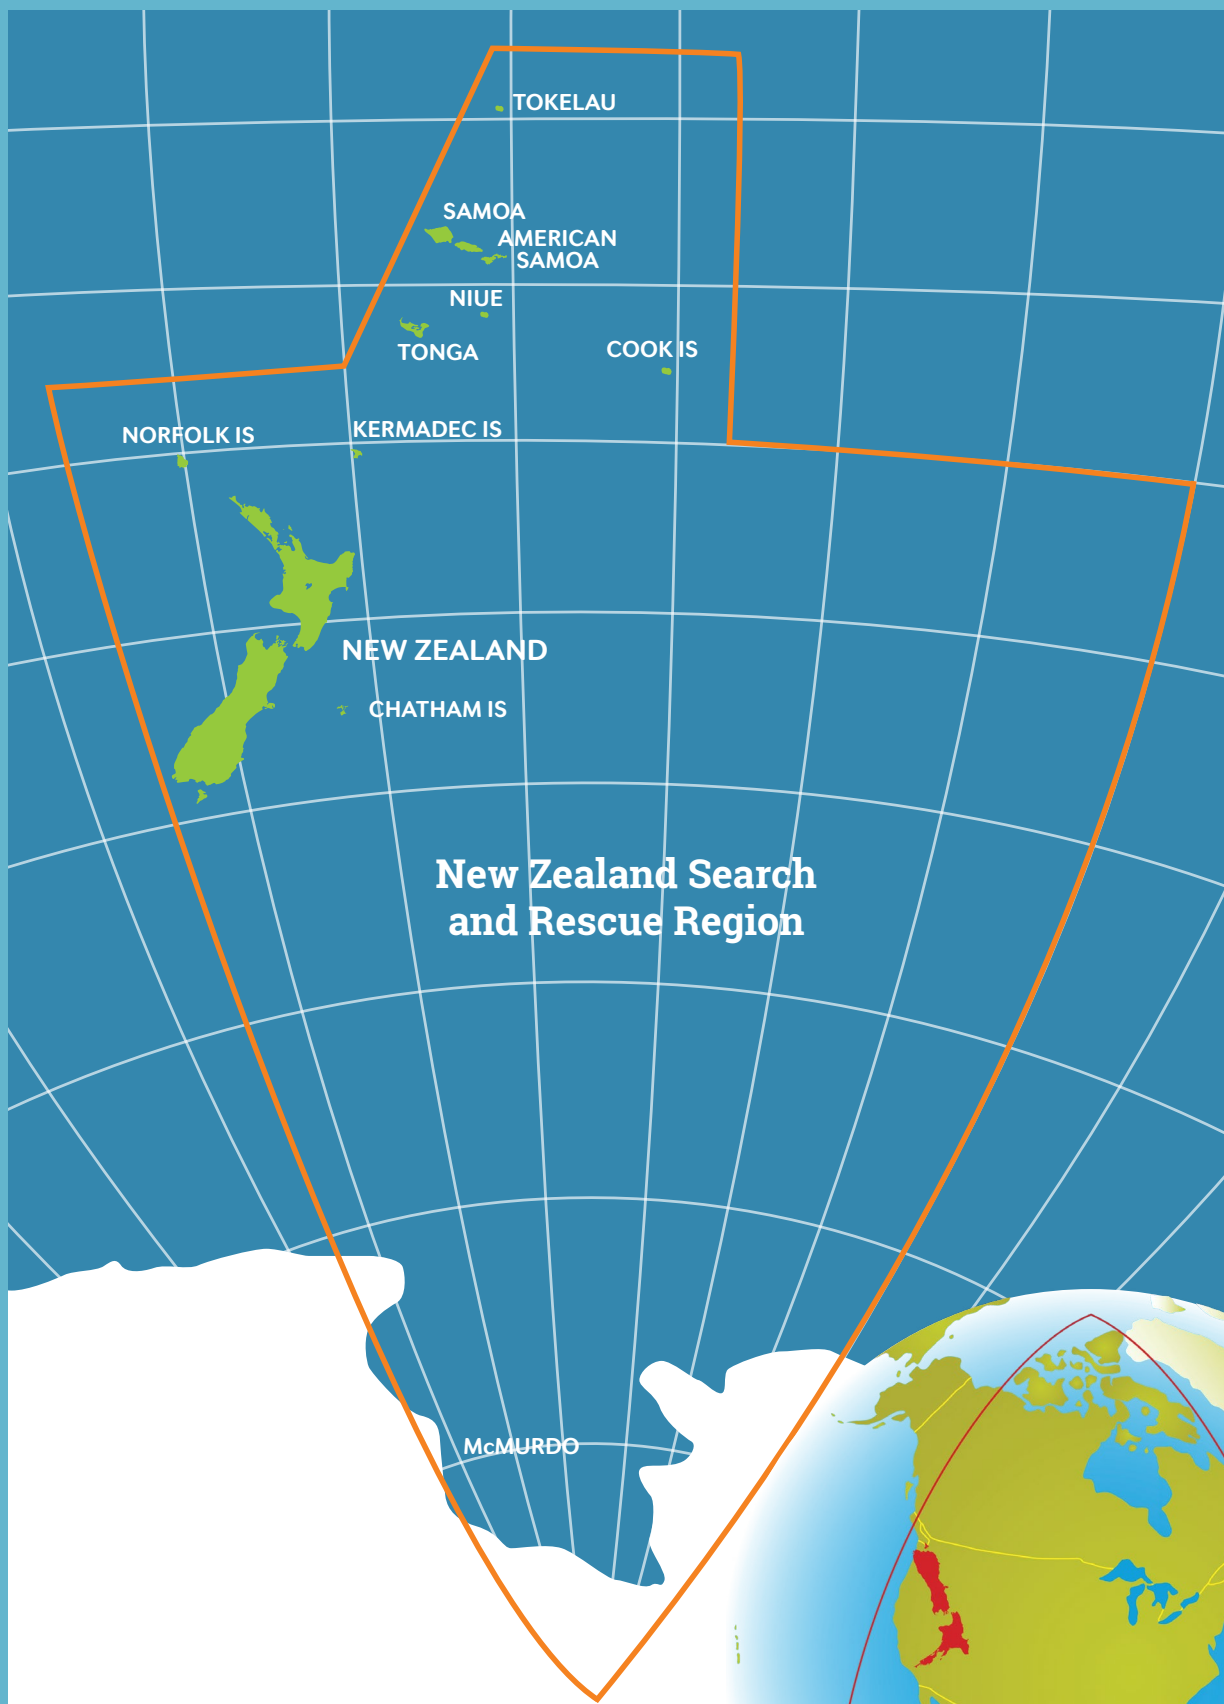 TOKELAU
SAMOA
AMERICAN
SAMOA
NIUE
TONGA
COOK IS
NORFOLK IS
KERMADEC IS
NEW ZEALAND
CHATHAM IS
New Zealand Search
and Rescue Region
McMURDO